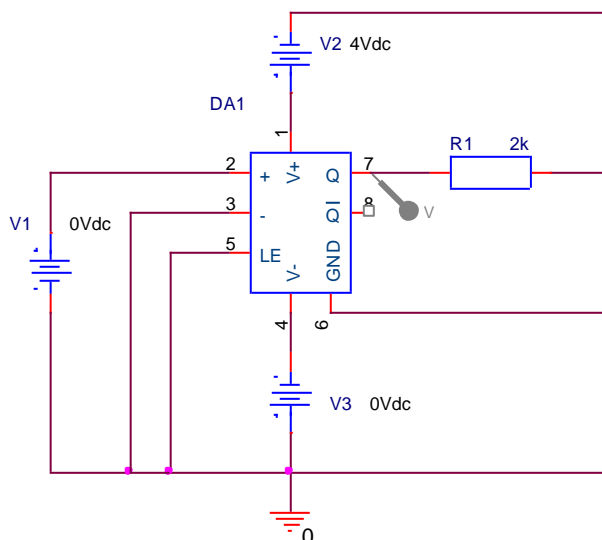 V2 4Vdc
DA1
1
R1 2k
2
+
V+
Q
7
3
-
QI
8
V
V1 0Vdc
5
LE
V-
GND
4
6
V3 0Vdc
0